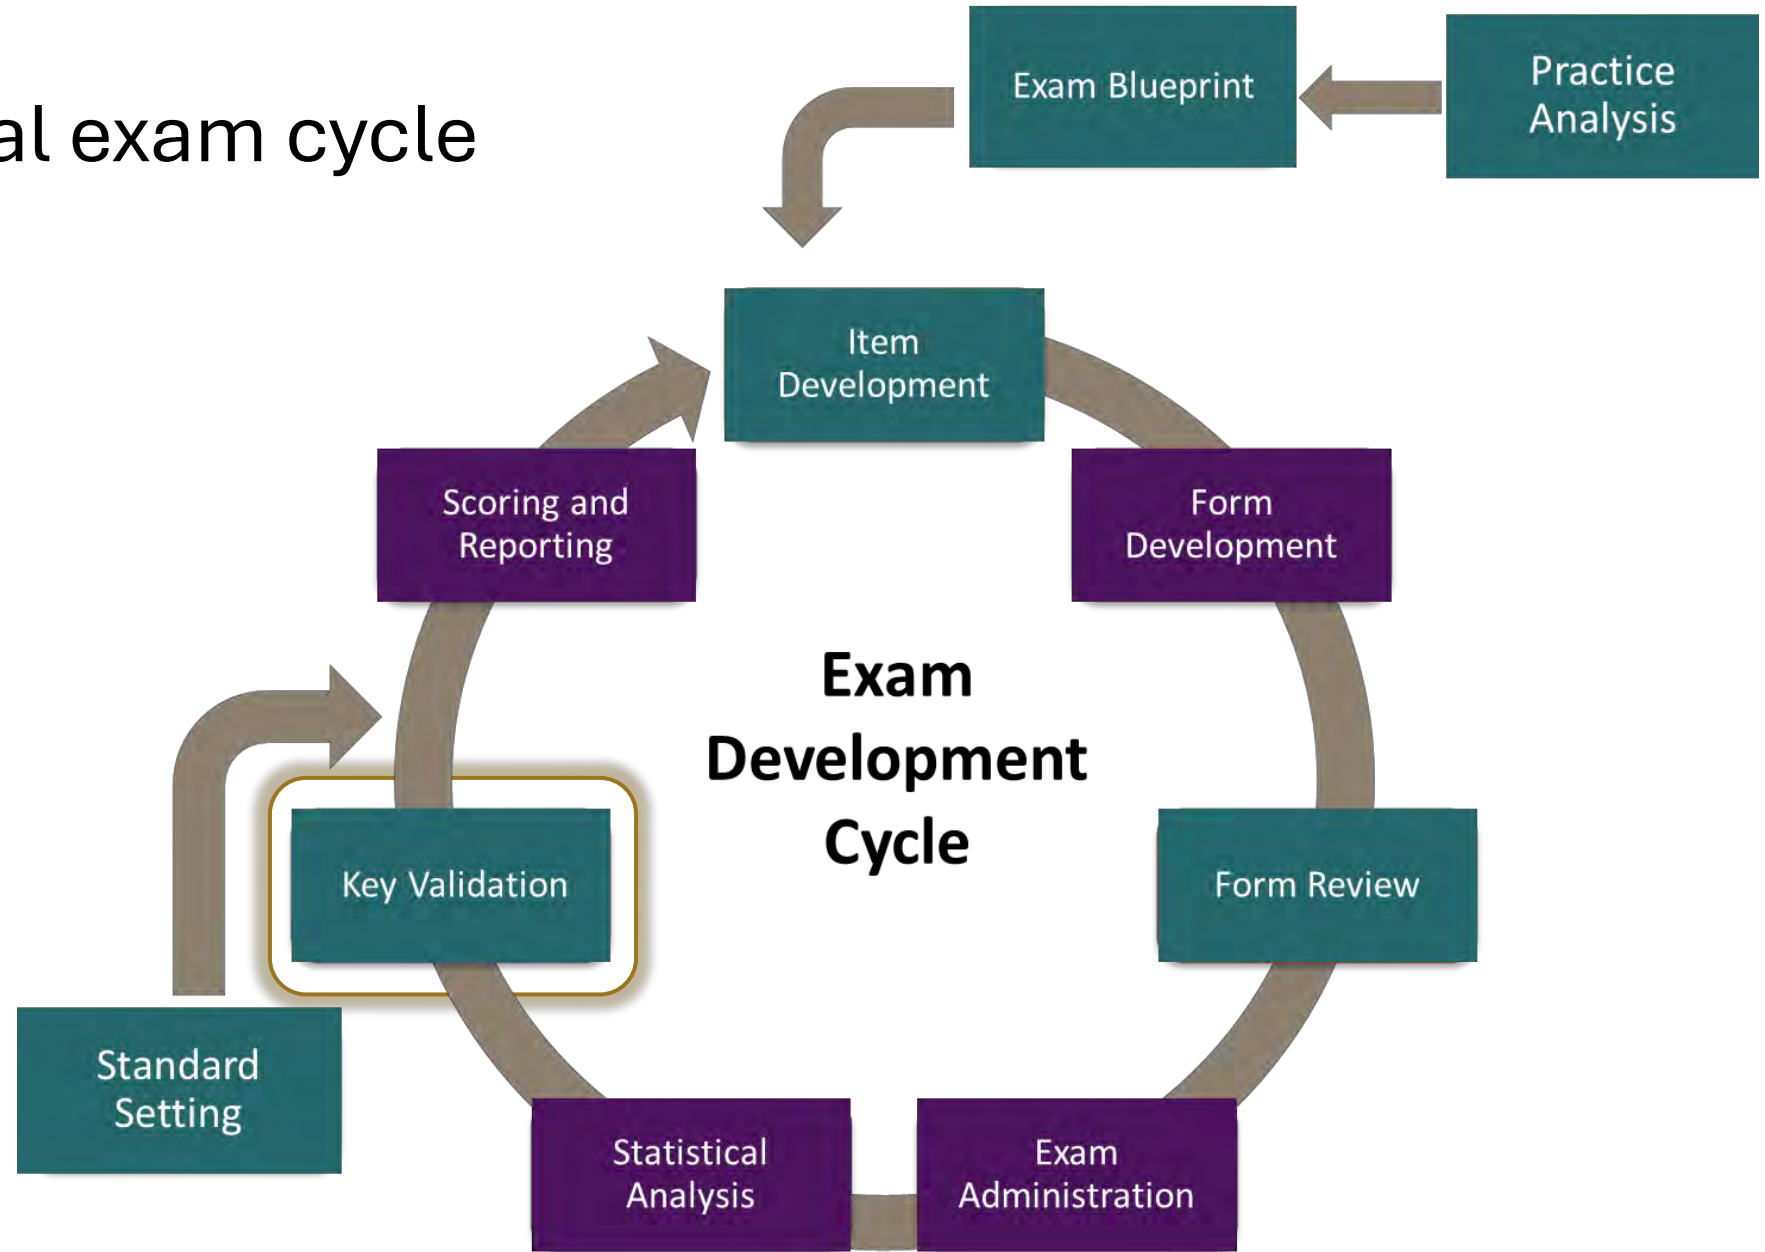 al exam cycle
Exam Blueprint
Practice
Analysis
Item
Development
Scoring and
Reporting
Form
Development
Exam
Development
Cycle
Key Validation
Form Review
Standard
Setting
Statistical
Analysis
Exam
Administration